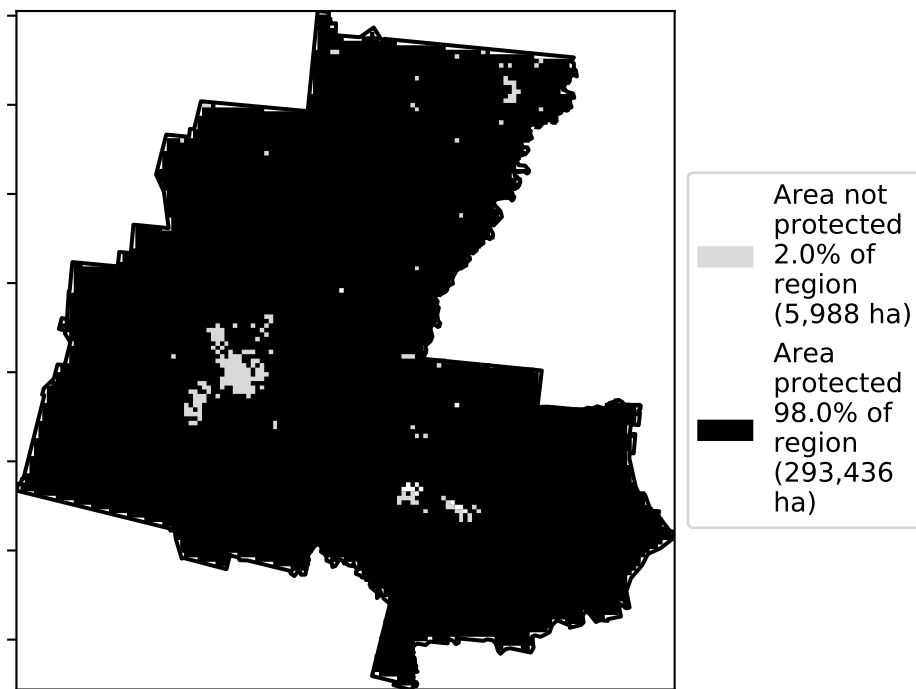 Area not
protected
2.0% of
region
(5,988 ha)
Area
protected
98.0% of
region
(293,436
ha)